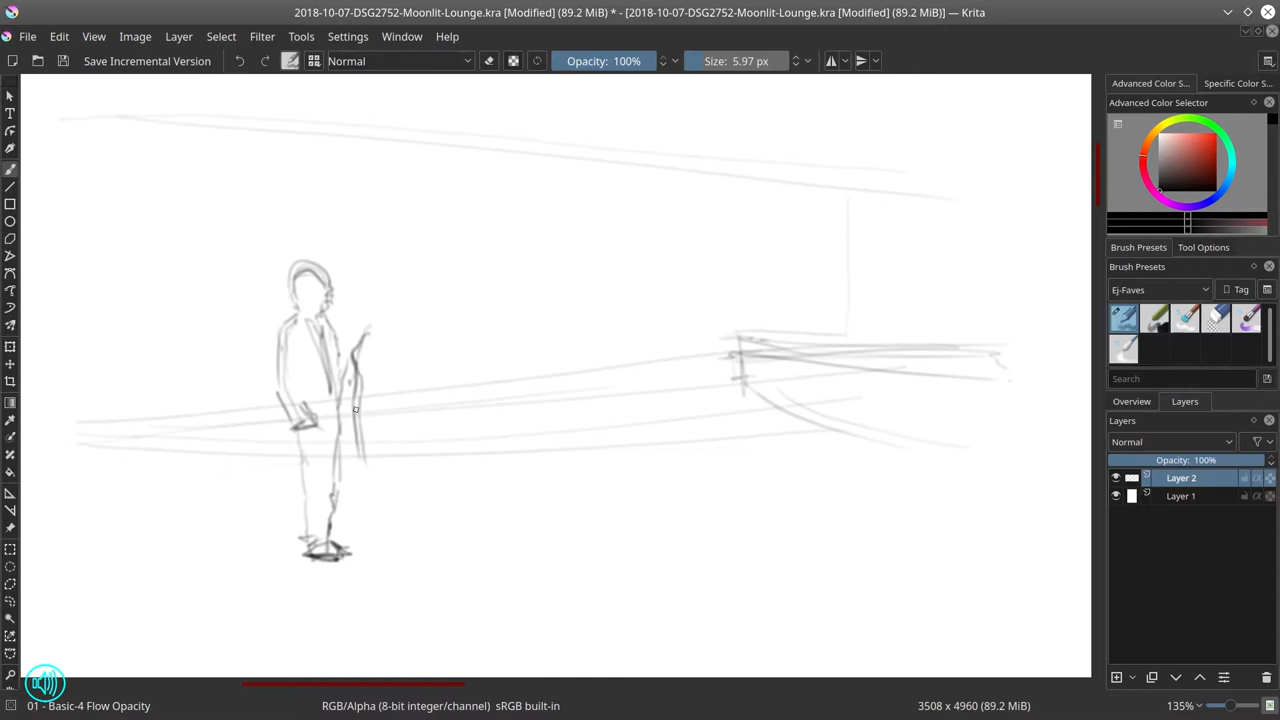 2018-10-07-DSG2752-Moonlit-Lounge.kra [Modified] (89.2 MiB) * - [2018-10-07-DSG2752-Moonlit-Lounge.kra [Modified] (89.2 MiB)] — Krita
File Edit View Image Layer Select Filter Tools Settings Window Help
Save Incremental Version Normal Opacity: 100% Size: 5.97 px
Advanced Color S... Specific Color S...
Advanced Color Selector
Brush Presets Tool Options
Brush Presets
Ej-Faves Tag
Search
Overview Layers
Layers
Normal
Opacity: 100%
Layer 2
Layer 1
01 - Basic-4 Flow Opacity RGB/Alpha (8-bit integer/channel) sRGB built-in 3508 x 4960 (89.2 MiB) 135%